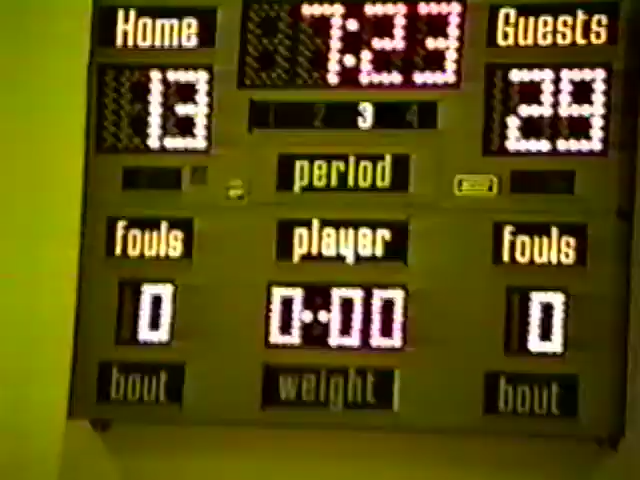 Home 7:23 Guests
13 1 2 3 4 29
period
fouls player fouls
0 0-00 0
bout weight bout